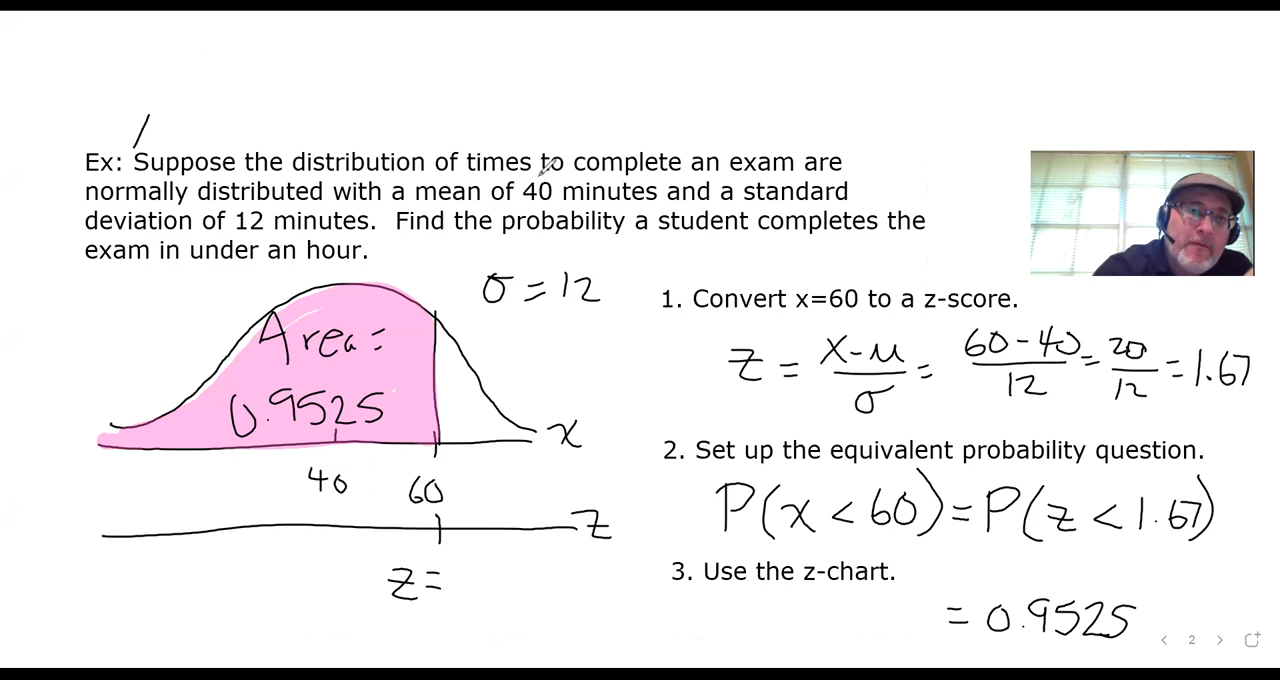 Ex: Suppose the distribution of times to complete an exam are
normally distributed with a mean of 40 minutes and a standard
deviation of 12 minutes. Find the probability a student completes the
exam in under an hour.
σ = 12
Area =
0.9525
x
40
60
z
z =
1. Convert x=60 to a z-score.
z = (x-μ)/σ = (60-40)/12 = 20/12 = 1.67
2. Set up the equivalent probability question.
P(x < 60) = P(z < 1.67)
3. Use the z-chart.
= 0.9525
< 2 >